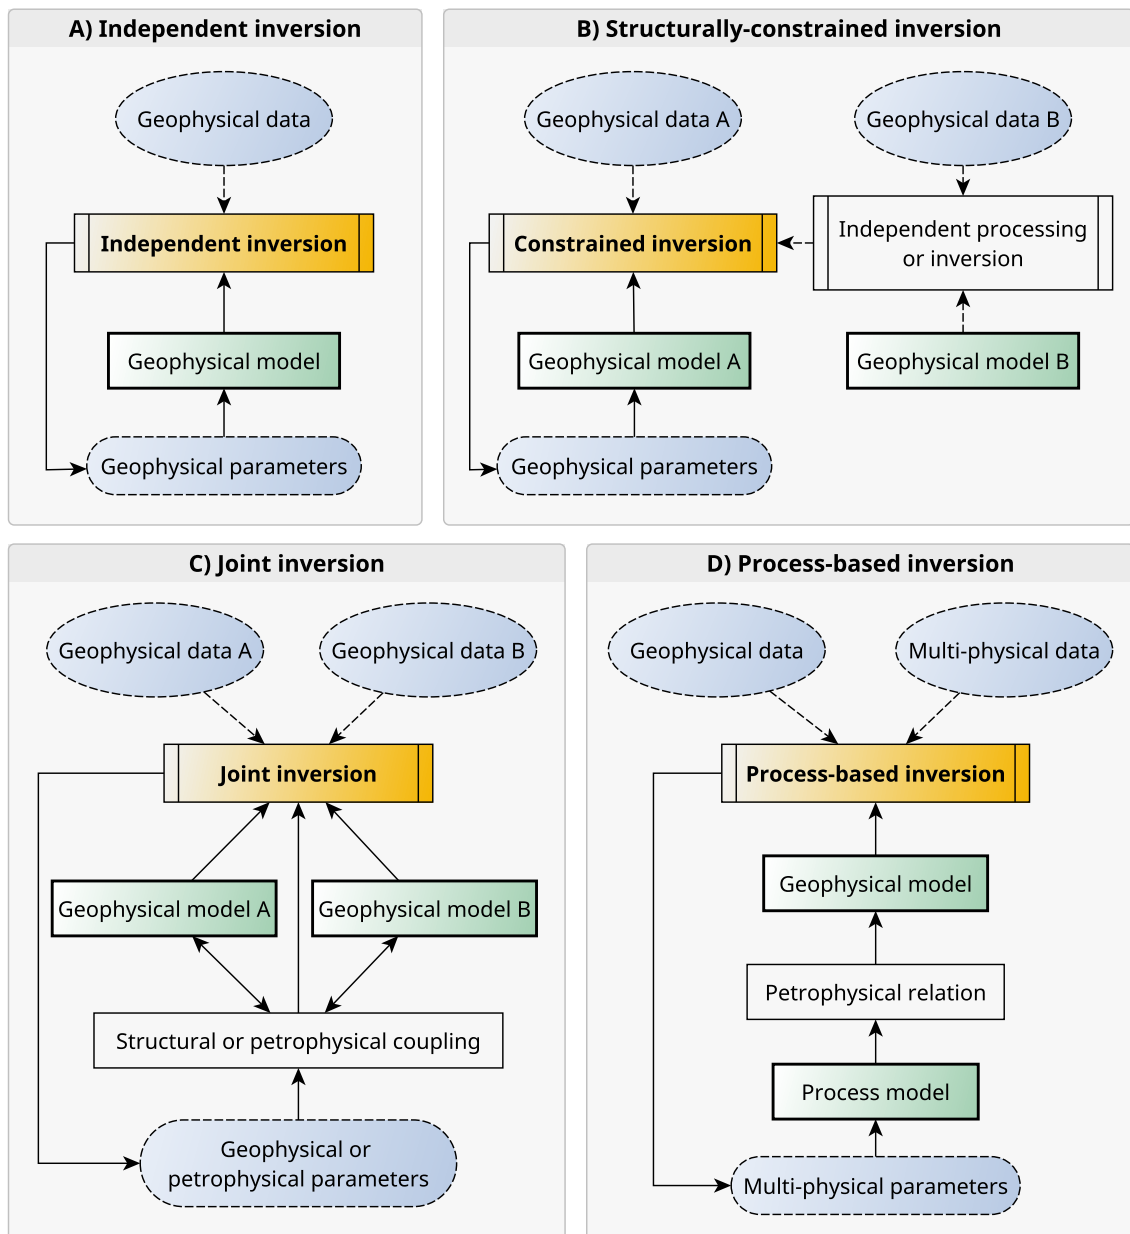 A) Independent inversion
Geophysical data
Independent inversion
Geophysical model
Geophysical parameters
B) Structurally-constrained inversion
Geophysical data A
Geophysical data B
Constrained inversion
Independent processing
or inversion
Geophysical model A
Geophysical model B
Geophysical parameters
C) Joint inversion
Geophysical data A
Geophysical data B
Joint inversion
Geophysical model A
Geophysical model B
Structural or petrophysical coupling
Geophysical or
petrophysical parameters
D) Process-based inversion
Geophysical data
Multi-physical data
Process-based inversion
Geophysical model
Petrophysical relation
Process model
Multi-physical parameters